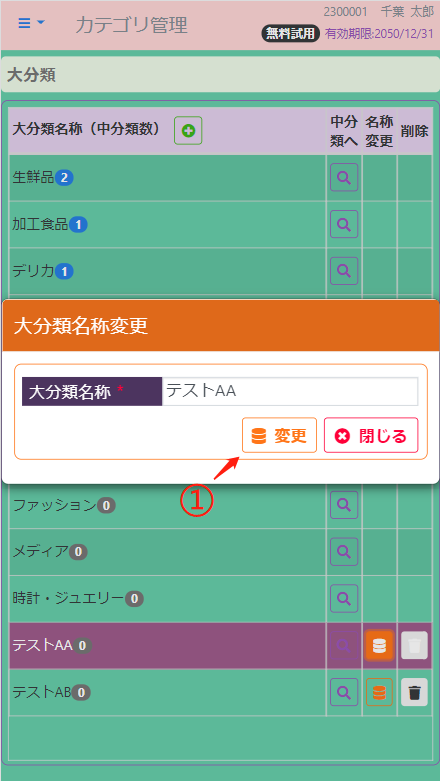 2300001 千葉 太郎
カテゴリ管理
無料試用 有効期限:2050/12/31
大分類
大分類名称（中分類数）
中分類へ
名称変更
削除
生鮮品 2
加工食品 1
デリカ 1
大分類名称変更
大分類名称 * テストAA
変更 閉じる
①
ファッション 0
メディア 0
時計・ジュエリー 0
テストAA 0
テストAB 0